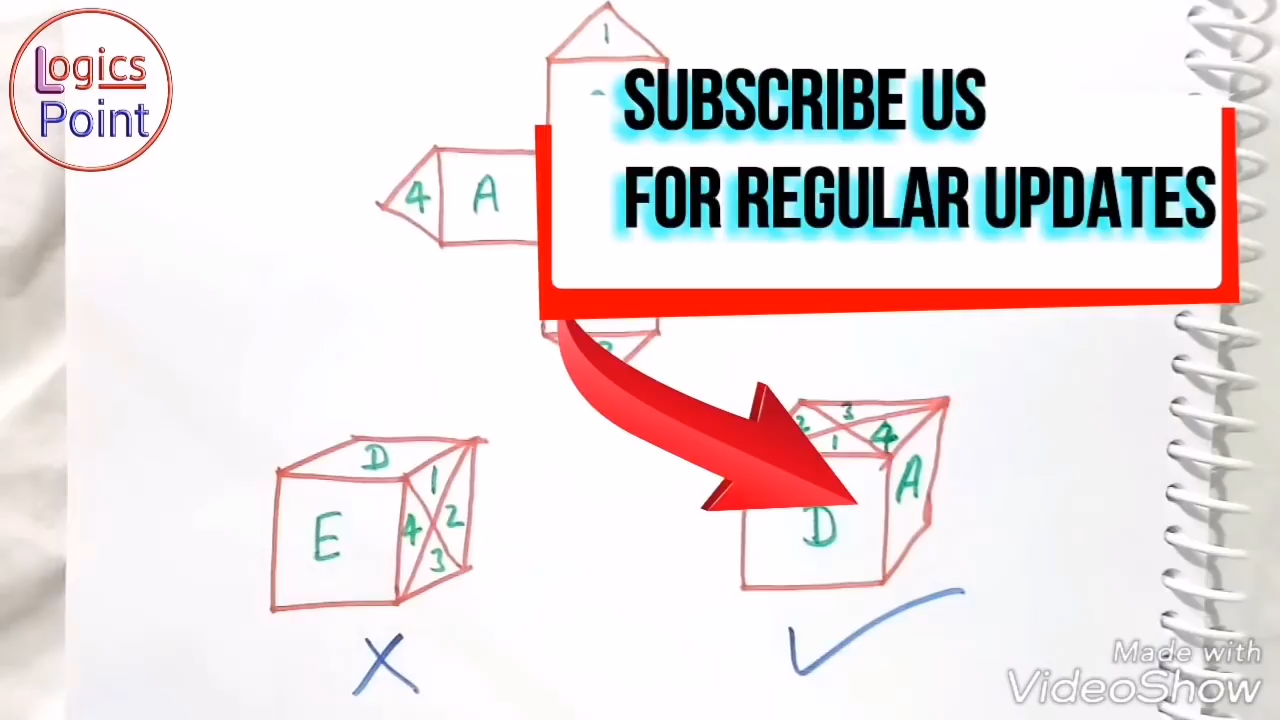 Logics
Point
1
SUBSCRIBE US
FOR REGULAR UPDATES
4
A
3
2
1
4
D
A
D
1
E
4
2
3
Made with
VideoShow